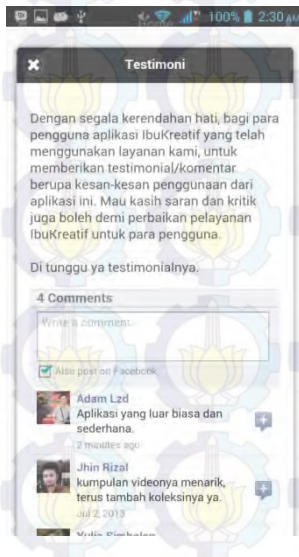 100% 2:30 AM
Home
Testimoni
Dengan segala kerendahan hati, bagi para
pengguna aplikasi IbuKreatif yang telah
menggunakan layanan kami, untuk
memberikan testimonial/komentar
berupa kesan-kesan penggunaan dari
aplikasi ini. Mau kasih saran dan kritik
juga boleh demi perbaikan pelayanan
IbuKreatif untuk para pengguna.
Di tunggu ya testimonialnya.
4 Comments
Write a comment...
Also post on Facebook
Adam Lzd
Aplikasi yang luar biasa dan
sederhana.
2 minutes ago
Jhin Rizal
kumpulan videonya menarik,
terus tambah koleksinya ya.
Jul 2, 2013
Yulia Simbolon